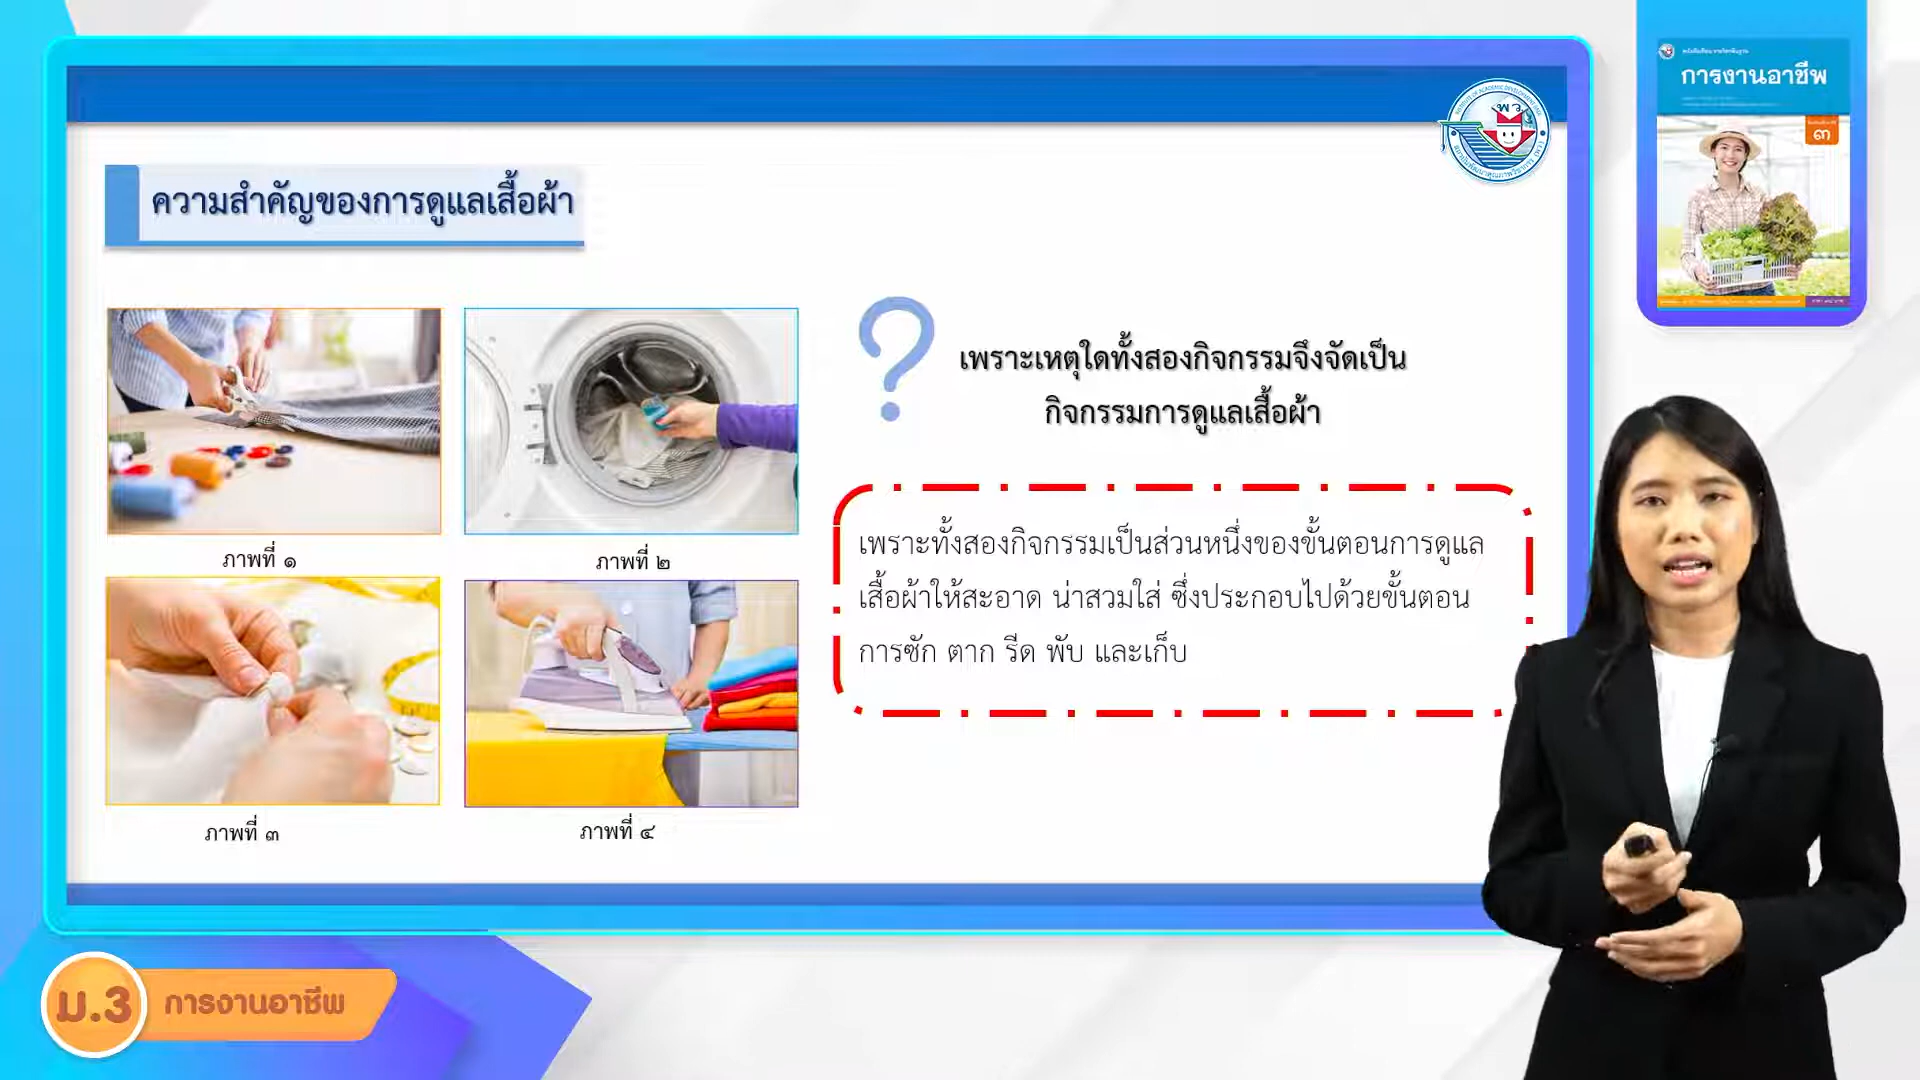 ความสำคัญของการดูแลเสื้อผ้า
ภาพที่ ๑
ภาพที่ ๒
ภาพที่ ๓
ภาพที่ ๔
เพราะเหตุใดทั้งสองกิจกรรมจึงจัดเป็น
กิจกรรมการดูแลเสื้อผ้า
เพราะทั้งสองกิจกรรมเป็นส่วนหนึ่งของขั้นตอนการดูแล
เสื้อผ้าให้สะอาด น่าสวมใส่ ซึ่งประกอบไปด้วยขั้นตอน
การซัก ตาก รีด พับ และเก็บ
พว.
การงานอาชีพ
๓
ม.3 การงานอาชีพ